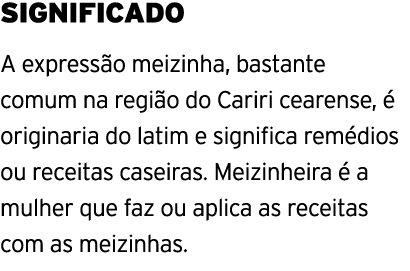 SIGNIFICADO
A expressão meizinha, bastante
comum na região do Cariri cearense, é
originaria do latim e significa remédios
ou receitas caseiras. Meizinheira é a
mulher que faz ou aplica as receitas
com as meizinhas.